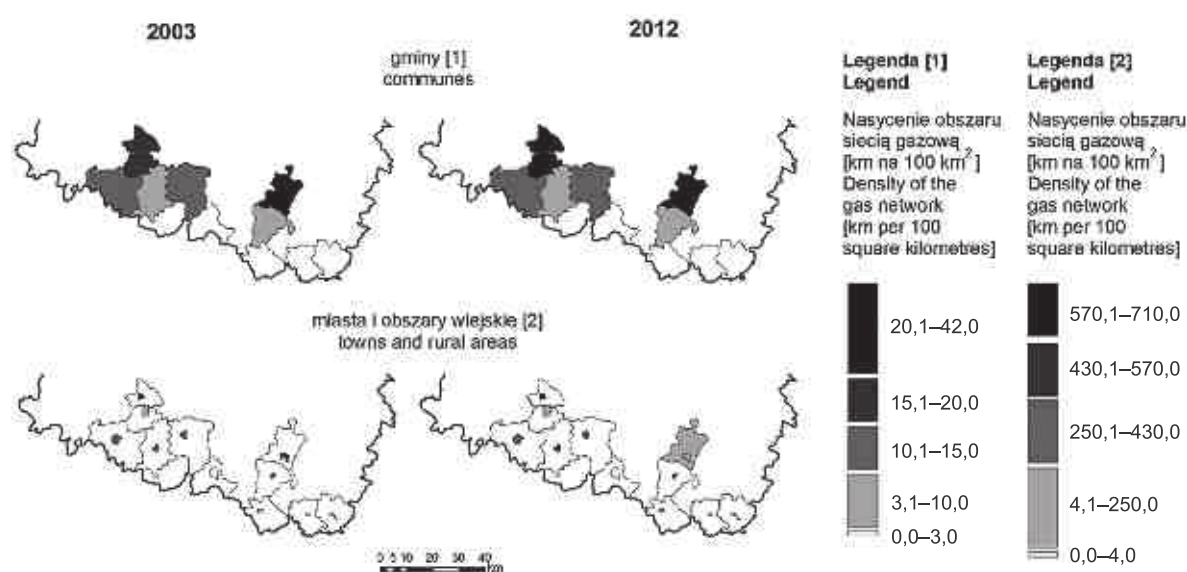 2003
2012
gminy [1]
communes
miasta i obszary wiejskie [2]
towns and rural areas
0 5 10 20 30 40
km
Legenda [1]
Legend
Nasycenie obszaru
siecią gazową
[km na 100 km²]
Density of the
gas network
[km per 100
square kilometres]
20,1–42,0
15,1–20,0
10,1–15,0
3,1–10,0
0,0–3,0
Legenda [2]
Legend
Nasycenie obszaru
siecią gazową
[km na 100 km²]
Density of the
gas network
[km per 100
square kilometres]
570,1–710,0
430,1–570,0
250,1–430,0
4,1–250,0
0,0–4,0